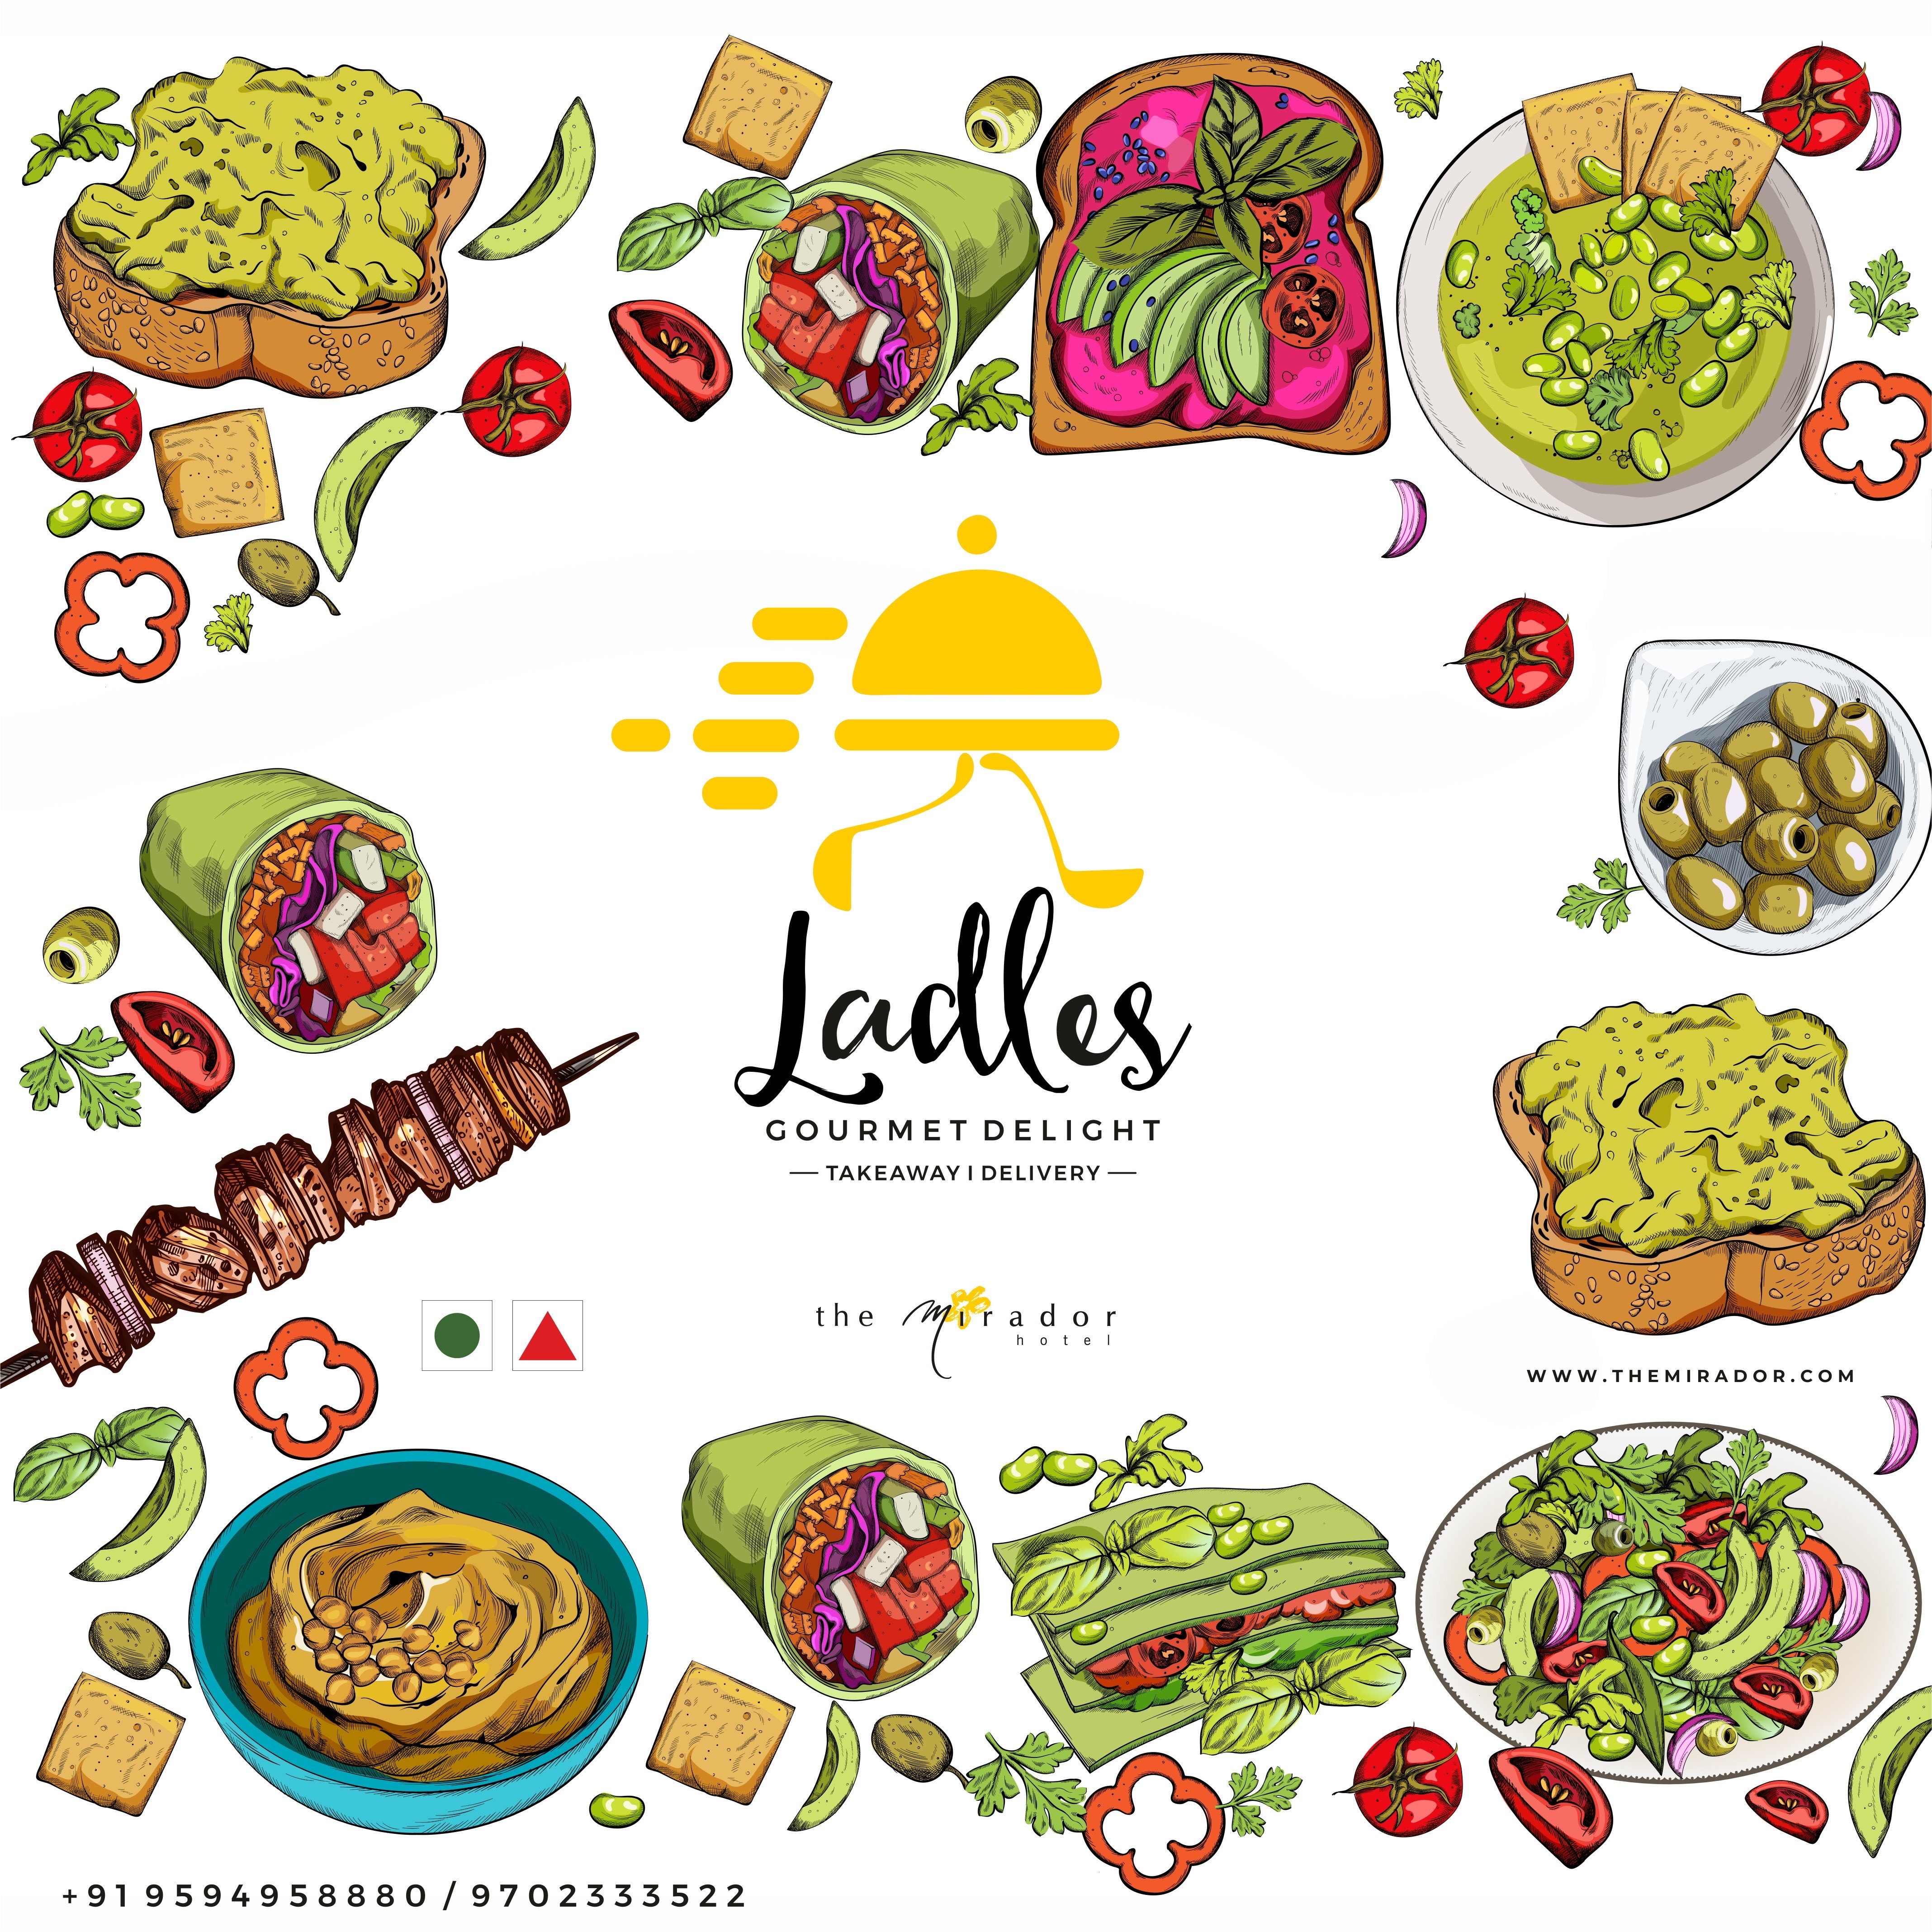 Ladles
GOURMET DELIGHT
TAKEAWAY I DELIVERY
the mirador
hotel
WWW.THEMIRADOR.COM
+91 9594958880 / 9702333522